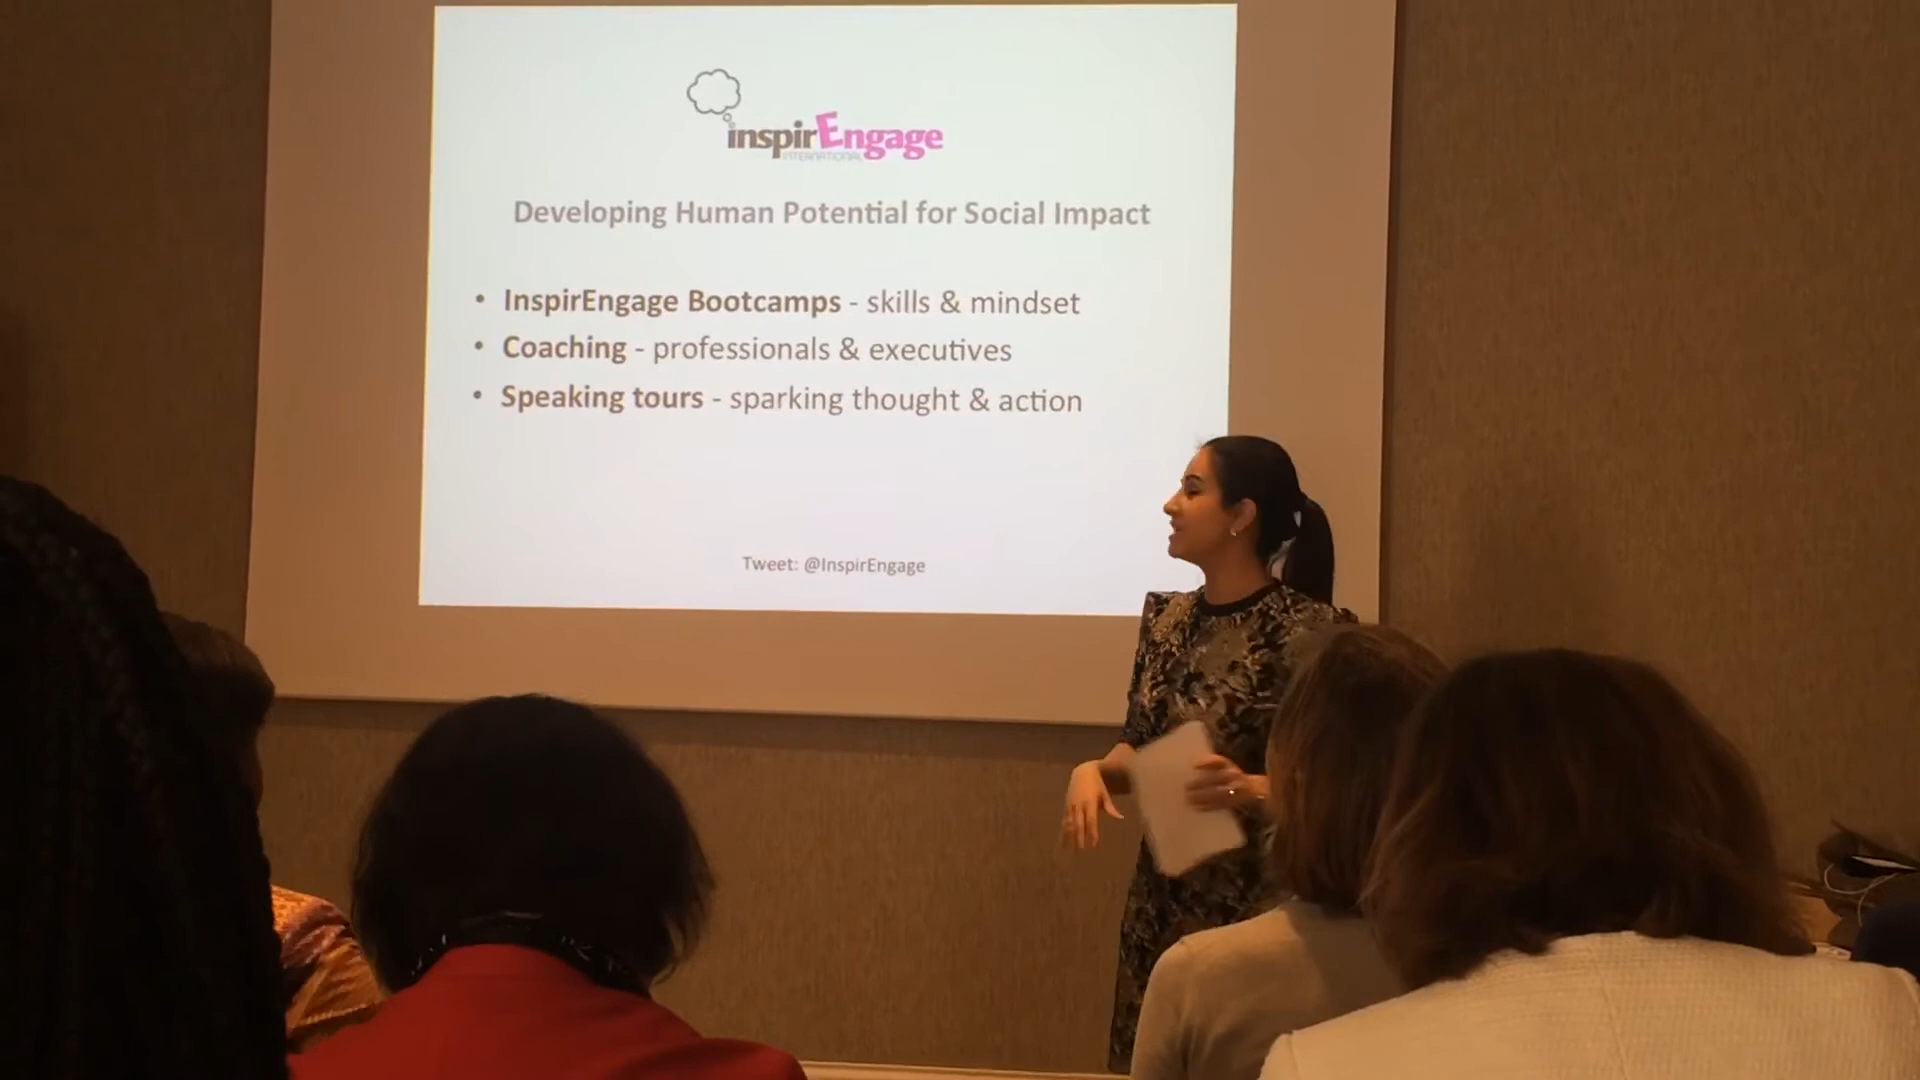 inspirEngage
INTERNATIONAL
Developing Human Potential for Social Impact
• InspirEngage Bootcamps - skills & mindset
• Coaching - professionals & executives
• Speaking tours - sparking thought & action
Tweet: @InspirEngage